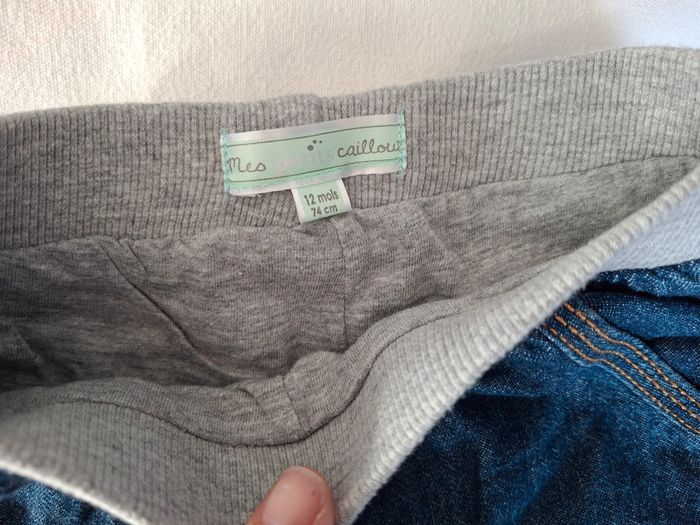 Mes petits cailloux
12 mois
74 cm